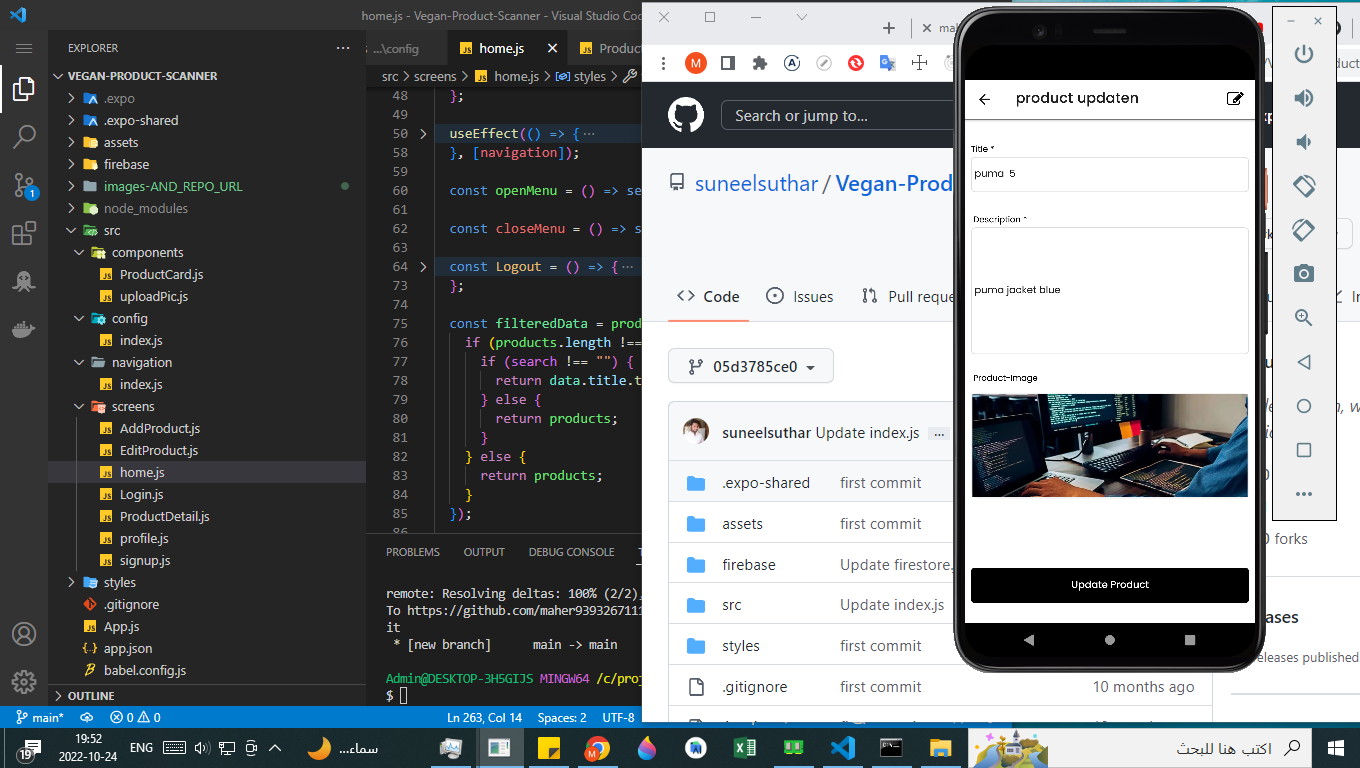 home.js - Vegan-Product-Scanner - Visual Studio Cod
EXPLORER
VEGAN-PRODUCT-SCANNER
.expo
.expo-shared
assets
firebase
images-AND_REPO_URL
node_modules
src
components
ProductCard.js
uploadPic.js
config
index.js
navigation
index.js
screens
AddProduct.js
EditProduct.js
home.js
Login.js
ProductDetail.js
profile.js
signup.js
styles
.gitignore
App.js
app.json
babel.config.js
OUTLINE
1
...\config
home.js
Produc
src > screens > home.js > styles >
48 };
49
50 useEffect(() => {...
58 }, [navigation]);
59
60 const openMenu = () => se
61
62 const closeMenu = () => s
63
64 const Logout = () => {...
73 };
74
75 const filteredData = prod
76 if (products.length !==
77 if (search !== "") {
78 return data.title.t
79 } else {
80 return products;
81 }
82 } else {
83 return products;
84 }
85 });
86
PROBLEMS OUTPUT DEBUG CONSOLE
remote: Resolving deltas: 100% (2/2),
To https://github.com/maher9393267111
it
* [new branch] main -> main
Admin@DESKTOP-3H5GIJS MINGW64 /c/proj
$
main* 0 0 Ln 263, Col 14 Spaces: 2 UTF-8
mal
M
Search or jump to...
suneelsuthar / Vegan-Prod
Code
Issues
Pull reque
05d3785ce0
suneelsuthar Update index.js ...
.expo-shared first commit
assets first commit
firebase Update firestore.
src Update index.js
styles first commit
.gitignore first commit 10 months ago
forks
ases
eleases published
product updaten
Title *
puma 5
Description *
puma jacket blue
Product-Image
Update Product
19
19:52
2022-10-24
ENG
سماء...
M
اكتب هنا للبحث